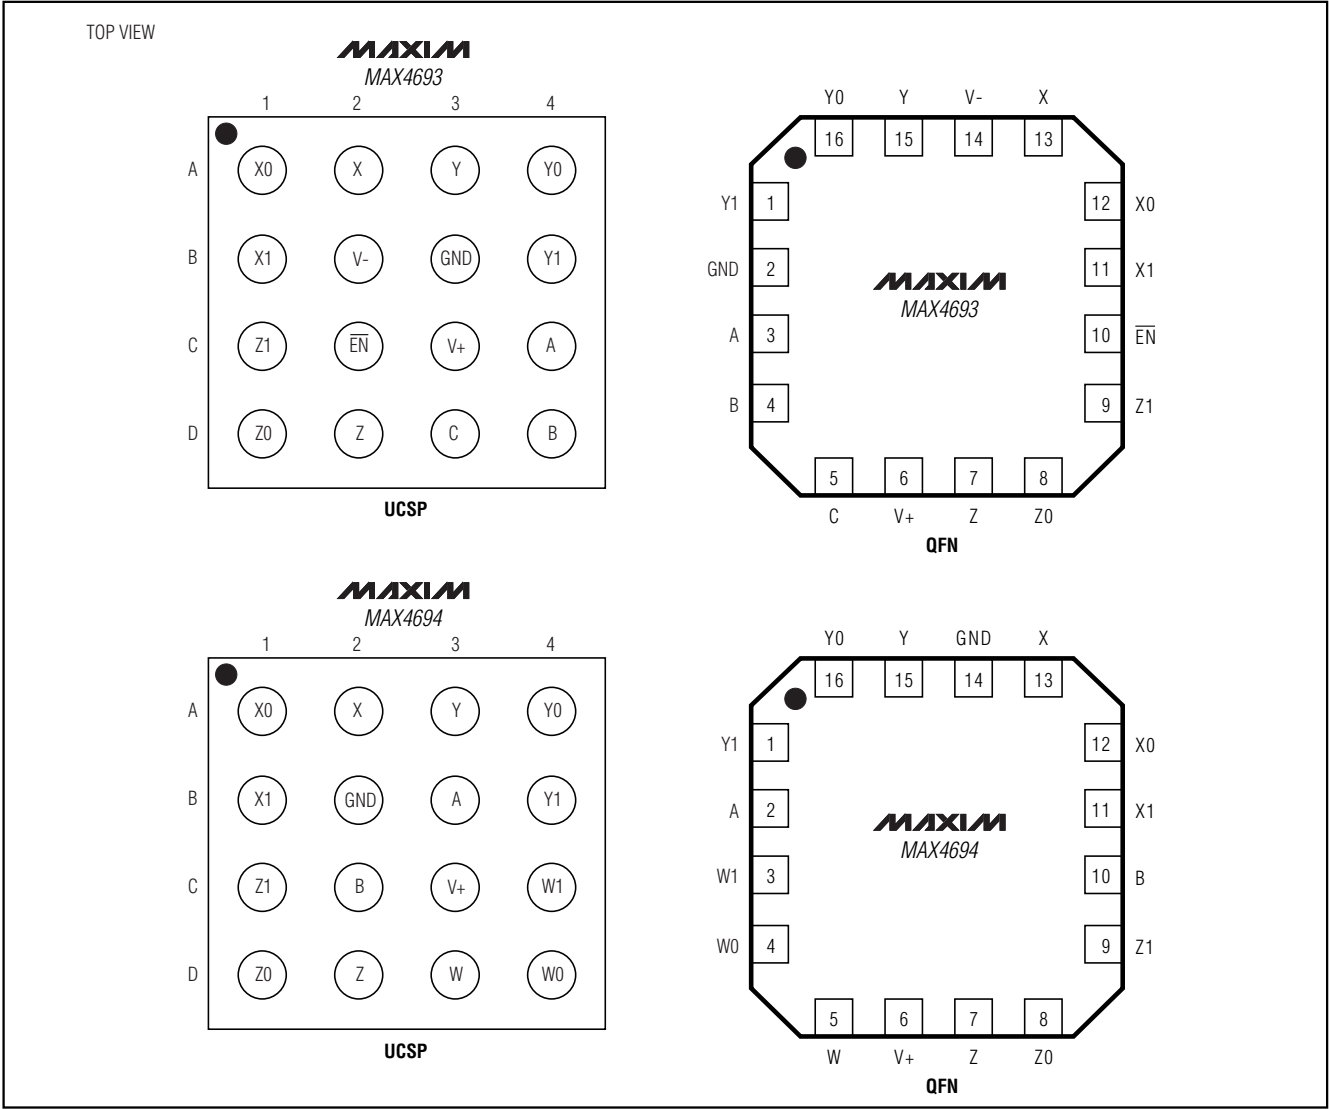 TOP VIEW
MAXIM
MAX4693
1 2 3 4
A X0 X Y Y0
B X1 V- GND Y1
C Z1 E̅N̅ V+ A
D Z0 Z C B
UCSP
Y0 Y V- X
16 15 14 13
Y1 1 12 X0
GND 2 11 X1
MAXIM
MAX4693
A 3 10 E̅N̅
B 4 9 Z1
5 6 7 8
C V+ Z Z0
QFN
MAXIM
MAX4694
1 2 3 4
A X0 X Y Y0
B X1 GND A Y1
C Z1 B V+ W1
D Z0 Z W W0
UCSP
Y0 Y GND X
16 15 14 13
Y1 1 12 X0
A 2 11 X1
MAXIM
MAX4694
W1 3 10 B
W0 4 9 Z1
5 6 7 8
W V+ Z Z0
QFN